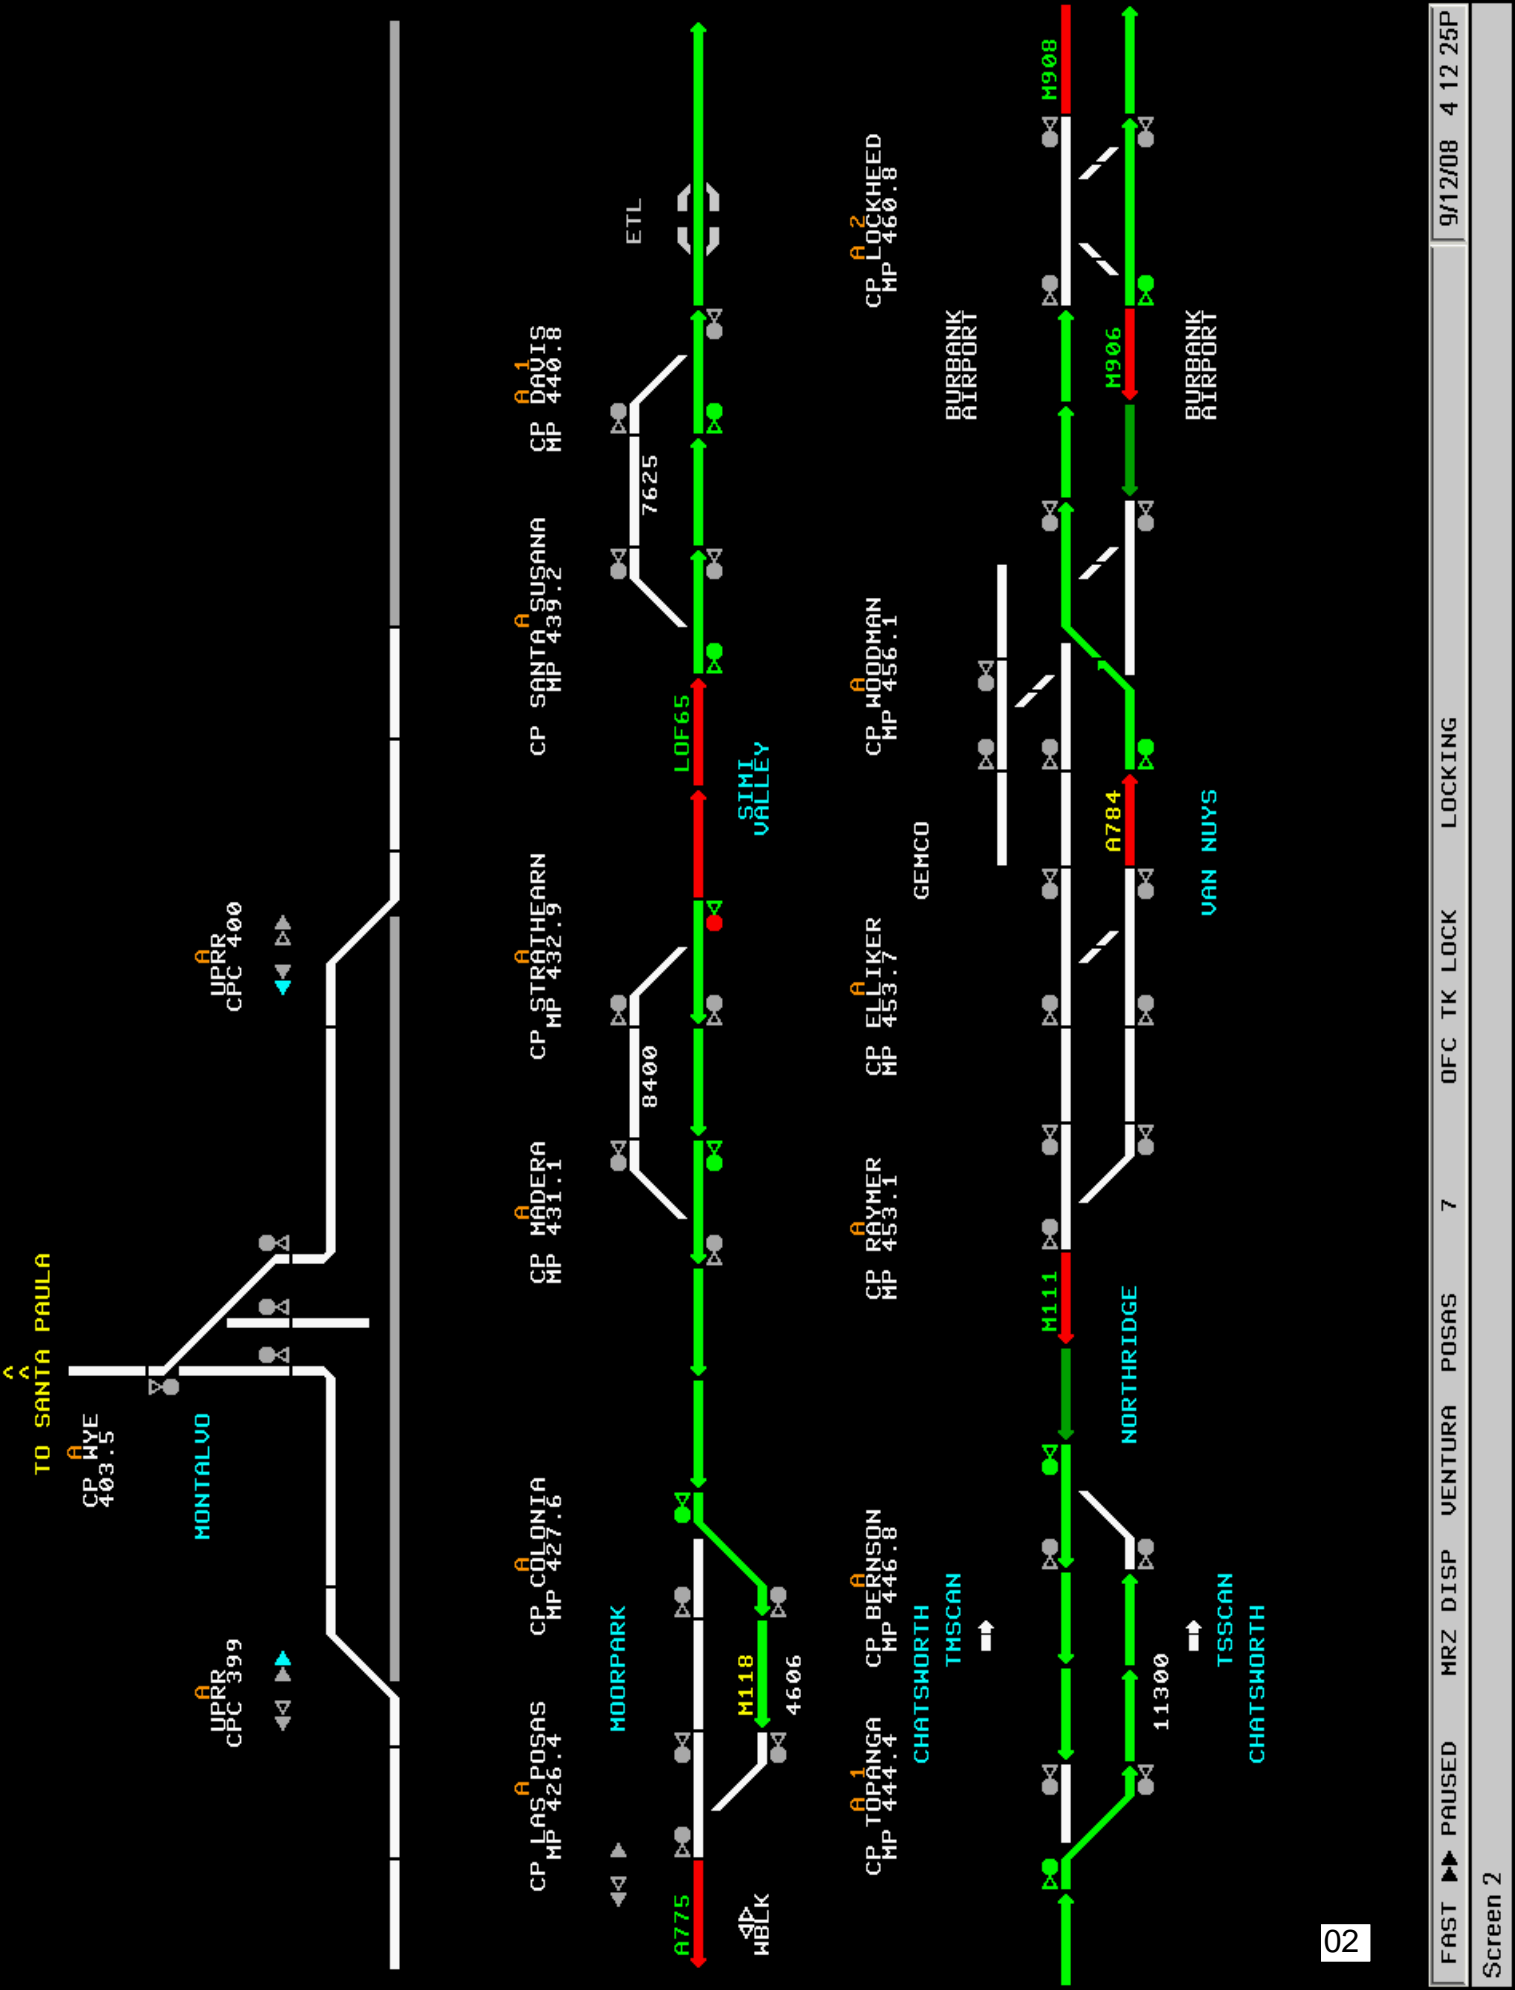 ^
^
TO SANTA PAULA
A
CP WYE
403.5
MONTALVO
A
UPRR
CPC 399
A
UPRR
CPC 400
A
CP LAS POSAS
MP 426.4
A
CP COLONIA
MP 427.6
A
CP MADERA
MP 431.1
A
CP STRATHEARN
MP 432.9
A
CP SANTA SUSANA
MP 439.2
A 1
CP DAVIS
MP 440.8
ETL
MOORPARK
8400
7625
A775
LOF65
M118
4606
WBLK
SIMI
VALLEY
A 1
CP TOPANGA
MP 444.4
A
CP BERNSON
MP 446.8
A
CP RAYMER
MP 453.1
A
CP ELLIKER
MP 453.7
A
CP WOODMAN
MP 456.1
A 2
CP LOCKHEED
MP 460.8
CHATSWORTH
TMSCAN
GEMCO
BURBANK
AIRPORT
M111
M908
NORTHRIDGE
A784
M906
11300
TSSCAN
CHATSWORTH
VAN NUYS
BURBANK
AIRPORT
02
FAST ▶▶ PAUSED MRZ DISP VENTURA POSAS 7 OFC TK LOCK LOCKING 9/12/08 4 12 25P
Screen 2